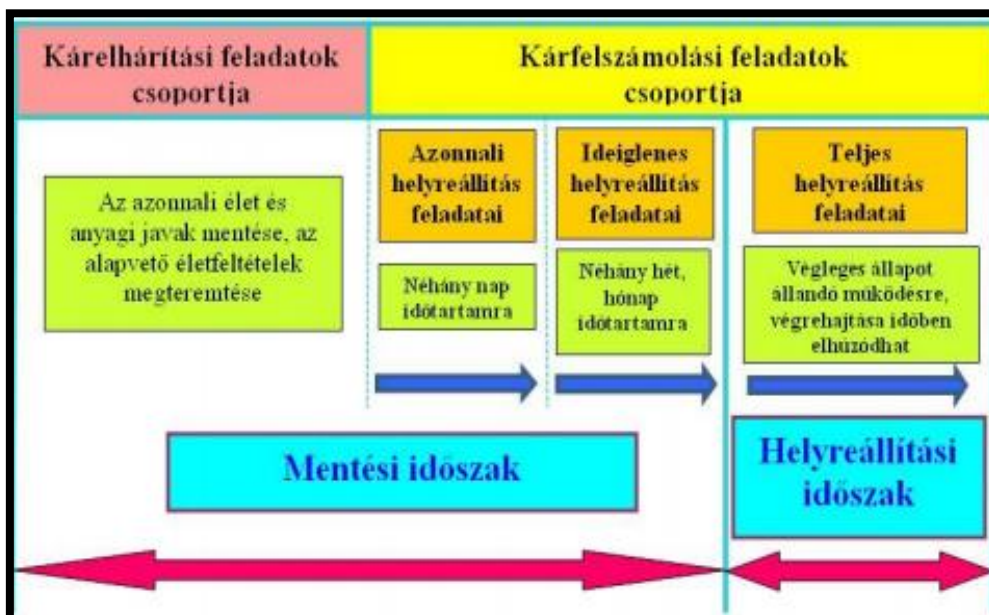 Kárelhárítási feladatok
csoportja
Kárfelszámolási feladatok
csoportja
Az azonnali élet és
anyagi javak mentése, az
alapvető életfeltételek
megteremtése
Azonnali
helyreállítás
feladatai
Néhány nap
időtartamra
Ideiglenes
helyreállítás
feladatai
Néhány hét,
hónap
időtartamra
Teljes
helyreállítás
feladatai
Végleges állapot
állandó működésre,
végrehajtása időben
elhúzódhat
Mentési időszak
Helyreállítási
időszak